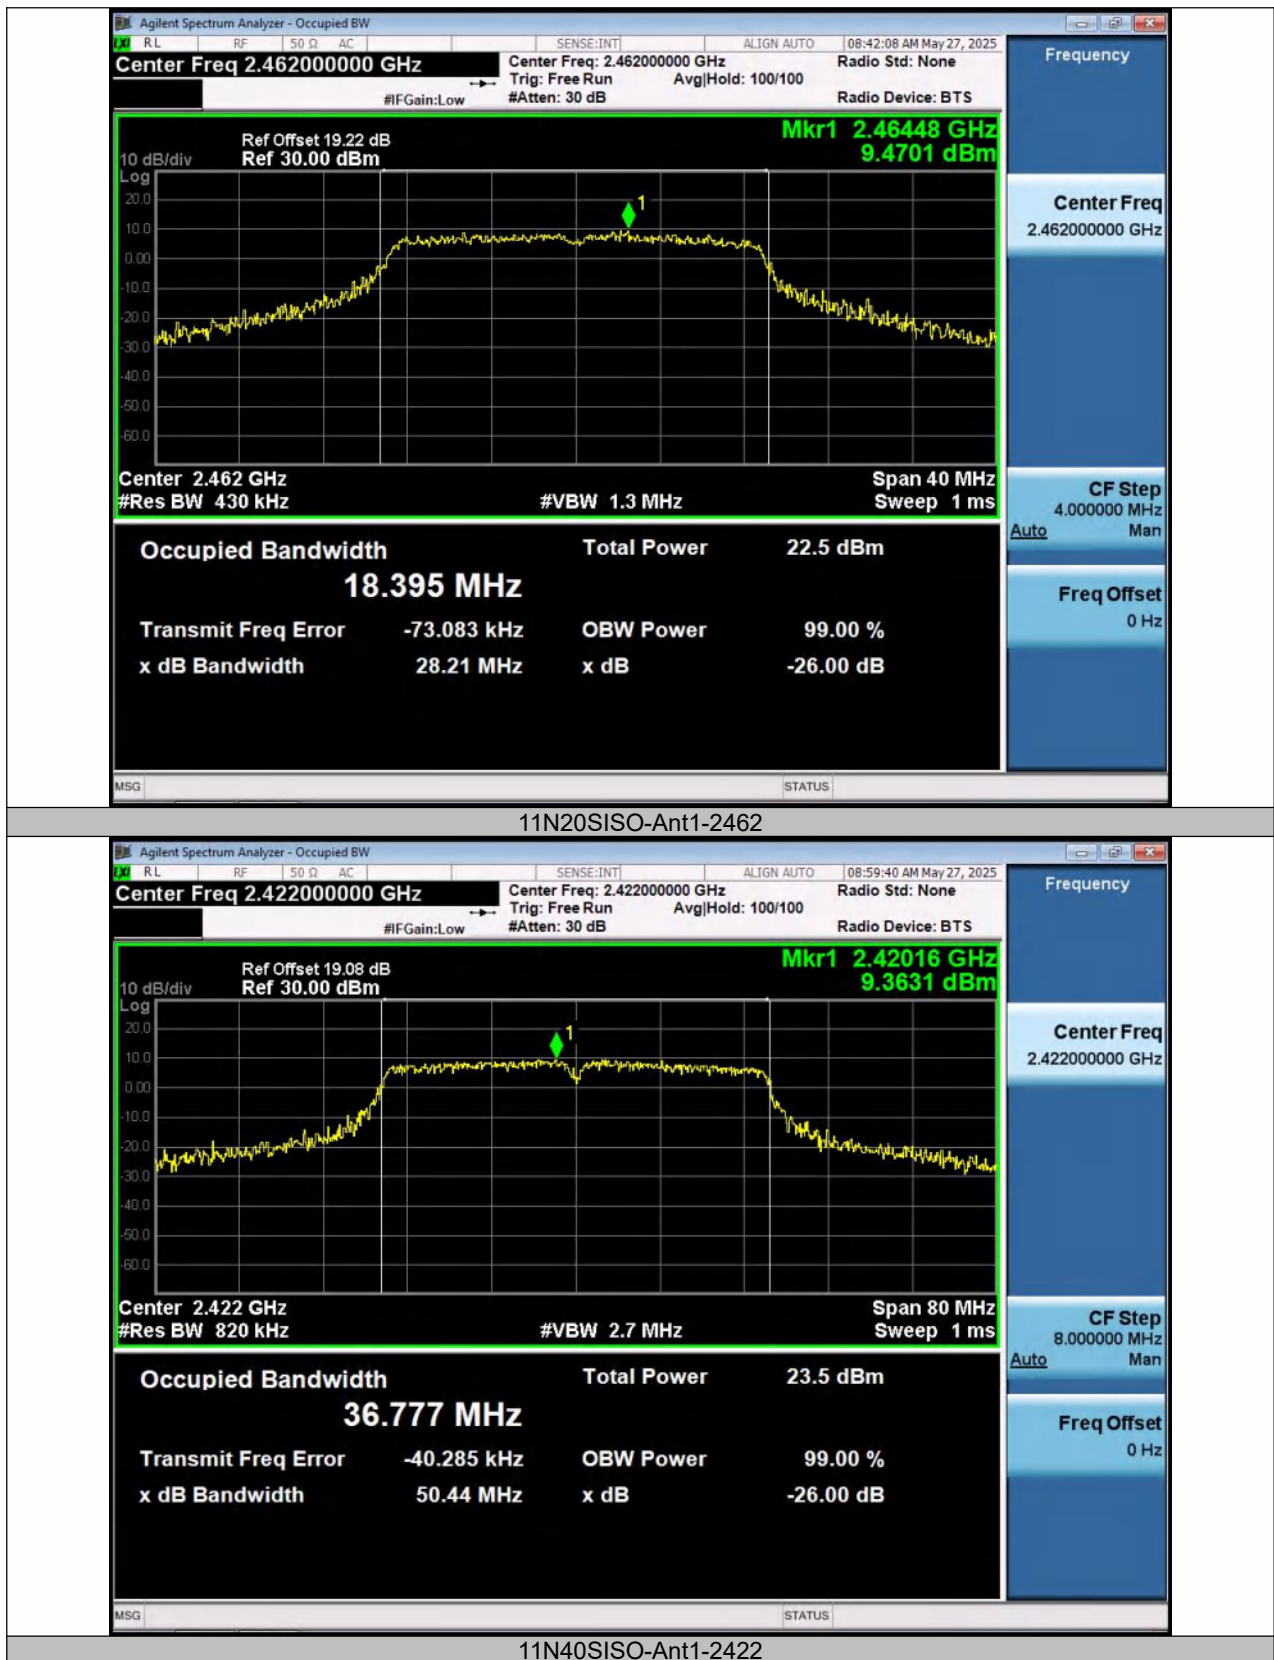 Agilent Spectrum Analyzer - Occupied BW
LXI RL RF 50 Ω AC SENSE:INT ALIGN AUTO 08:42:08 AM May 27, 2025
Center Freq 2.462000000 GHz Center Freq: 2.462000000 GHz Radio Std: None Frequency
Trig: Free Run Avg|Hold: 100/100
#IFGain:Low #Atten: 30 dB Radio Device: BTS
Mkr1 2.46448 GHz
Ref Offset 19.22 dB 9.4701 dBm
10 dB/div Ref 30.00 dBm
Log
20.0
10.0
0.00
-10.0
-20.0
-30.0
-40.0
-50.0
-60.0
1
Center Freq
2.462000000 GHz
Center 2.462 GHz Span 40 MHz
#Res BW 430 kHz #VBW 1.3 MHz Sweep 1 ms
CF Step
4.000000 MHz
Auto Man
Occupied Bandwidth Total Power 22.5 dBm
18.395 MHz
Transmit Freq Error -73.083 kHz OBW Power 99.00 %
x dB Bandwidth 28.21 MHz x dB -26.00 dB
Freq Offset
0 Hz
MSG STATUS
11N20SISO-Ant1-2462
Agilent Spectrum Analyzer - Occupied BW
LXI RL RF 50 Ω AC SENSE:INT ALIGN AUTO 08:59:40 AM May 27, 2025
Center Freq 2.422000000 GHz Center Freq: 2.422000000 GHz Radio Std: None Frequency
Trig: Free Run Avg|Hold: 100/100
#IFGain:Low #Atten: 30 dB Radio Device: BTS
Mkr1 2.42016 GHz
Ref Offset 19.08 dB 9.3631 dBm
10 dB/div Ref 30.00 dBm
Log
20.0
10.0
0.00
-10.0
-20.0
-30.0
-40.0
-50.0
-60.0
1
Center Freq
2.422000000 GHz
Center 2.422 GHz Span 80 MHz
#Res BW 820 kHz #VBW 2.7 MHz Sweep 1 ms
CF Step
8.000000 MHz
Auto Man
Occupied Bandwidth Total Power 23.5 dBm
36.777 MHz
Transmit Freq Error -40.285 kHz OBW Power 99.00 %
x dB Bandwidth 50.44 MHz x dB -26.00 dB
Freq Offset
0 Hz
MSG STATUS
11N40SISO-Ant1-2422